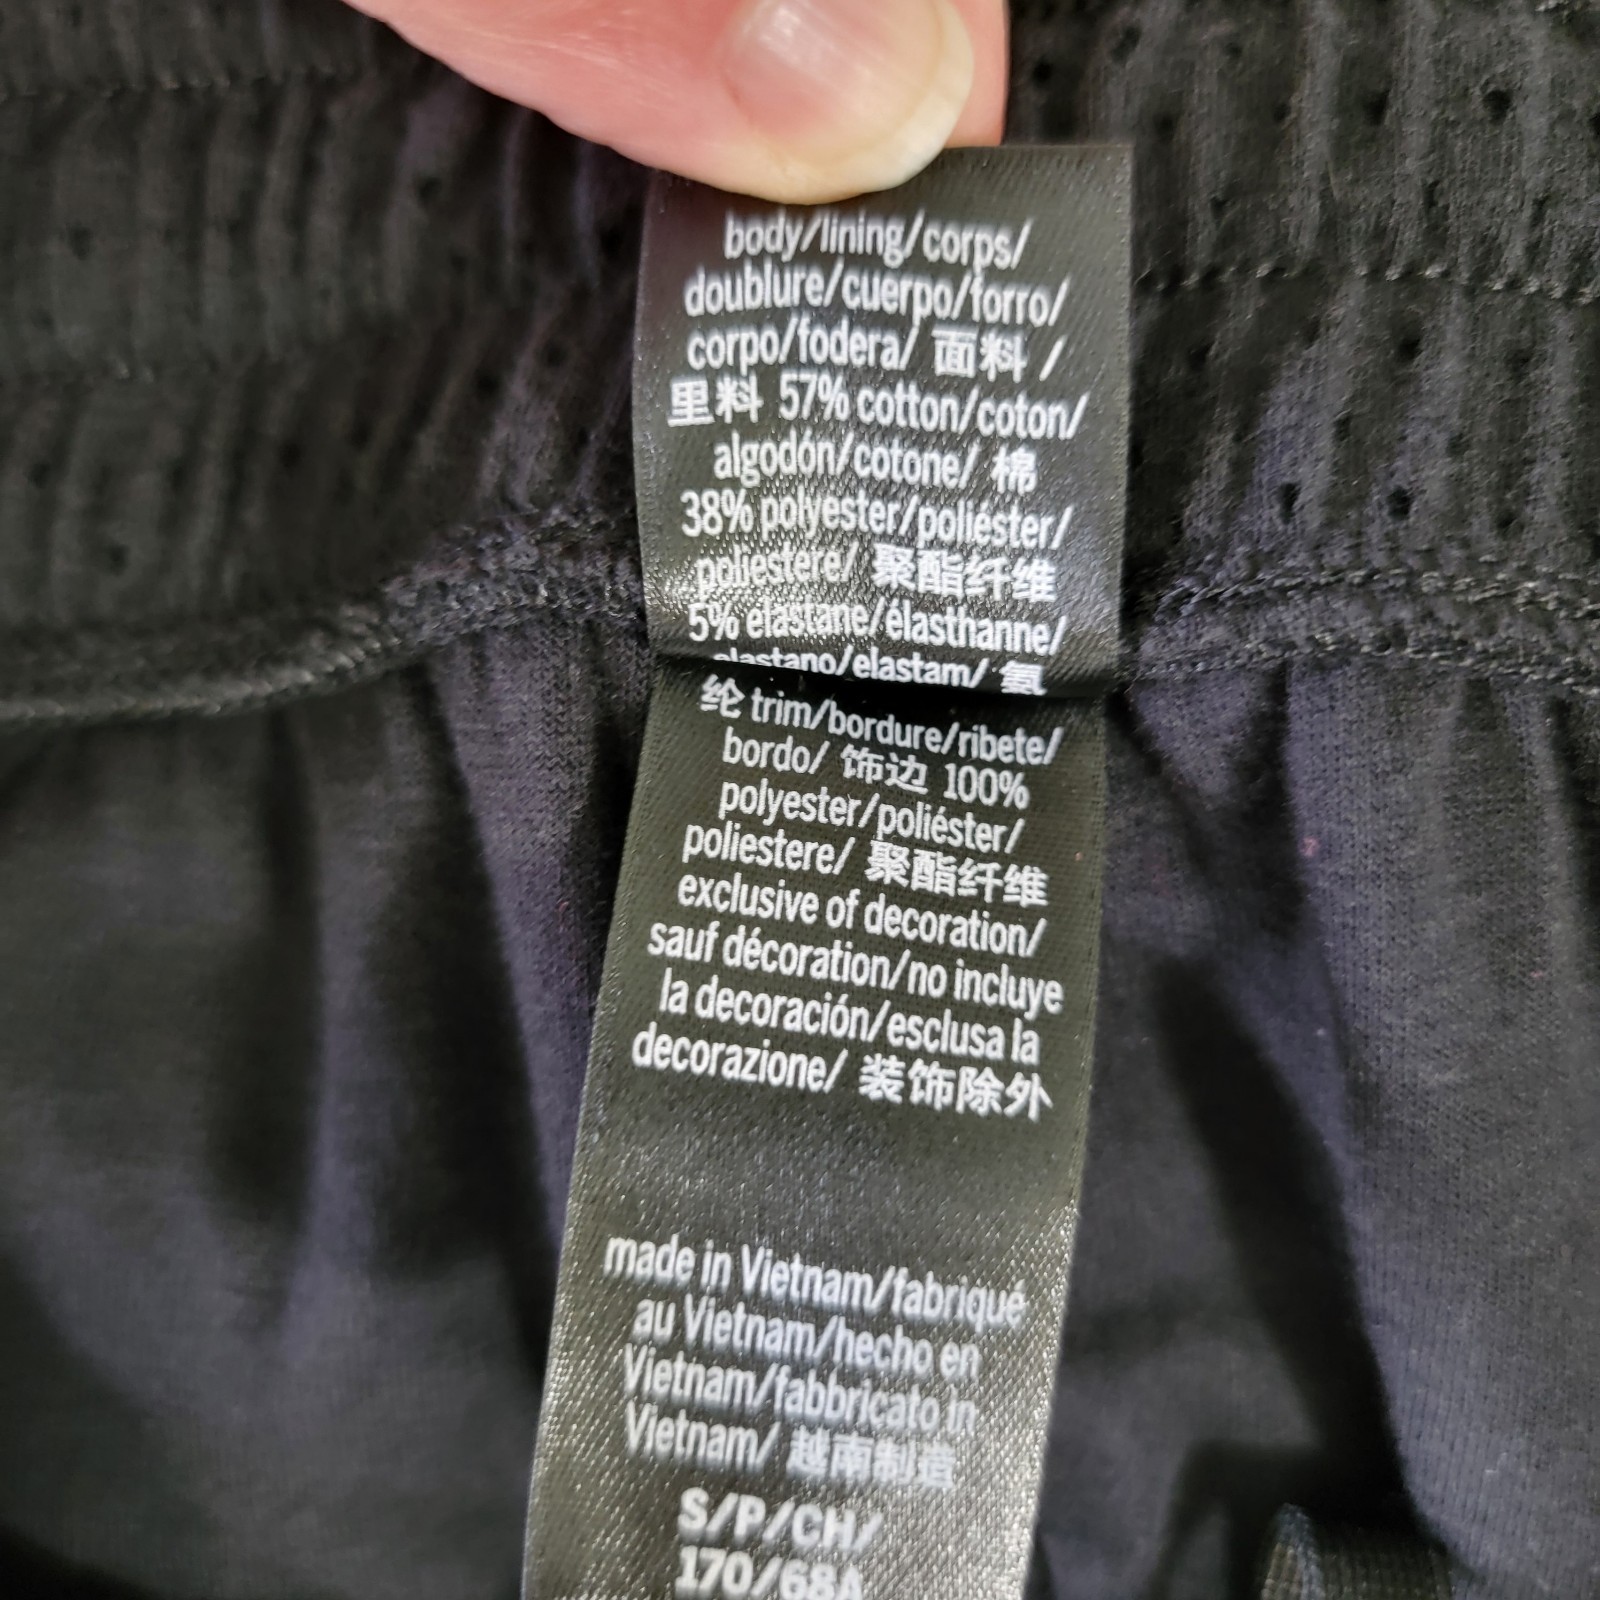 body/lining/corps/
doublure/cuerpo/forro/
corpo/fodera/ 面料 /
里料 57% cotton/coton/
algodón/cotone/ 棉
38% polyester/poliéster/
poliestere/ 聚酯纤维
5% elastane/élasthanne/
elastano/elastam/ 氨
纶 trim/bordure/ribete/
bordo/ 饰边 100%
polyester/poliéster/
poliestere/ 聚酯纤维
exclusive of decoration/
sauf décoration/no incluye
la decoración/esclusa la
decorazione/ 装饰除外
made in Vietnam/fabriqué
au Vietnam/hecho en
Vietnam/fabbricato in
Vietnam/ 越南制造
S/P/CH/
170/68A